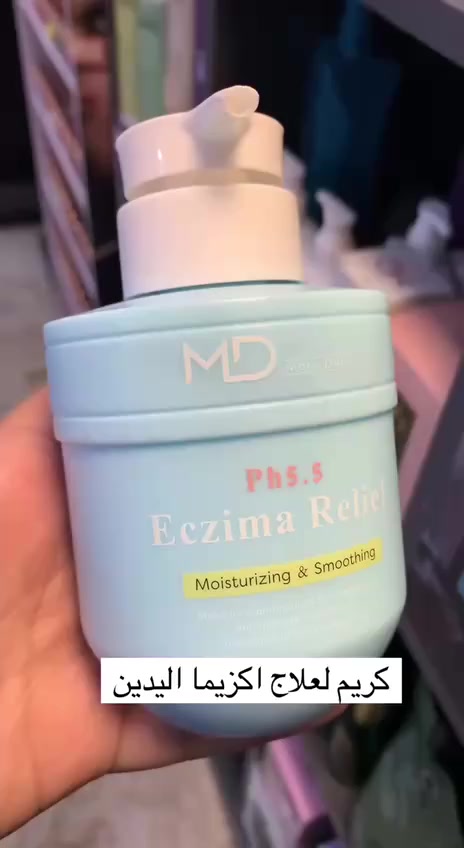 MD
Ph5.5
Eczima Relief
Moisturizing & Smoothing
كريم لعلاج اكزيما اليدين